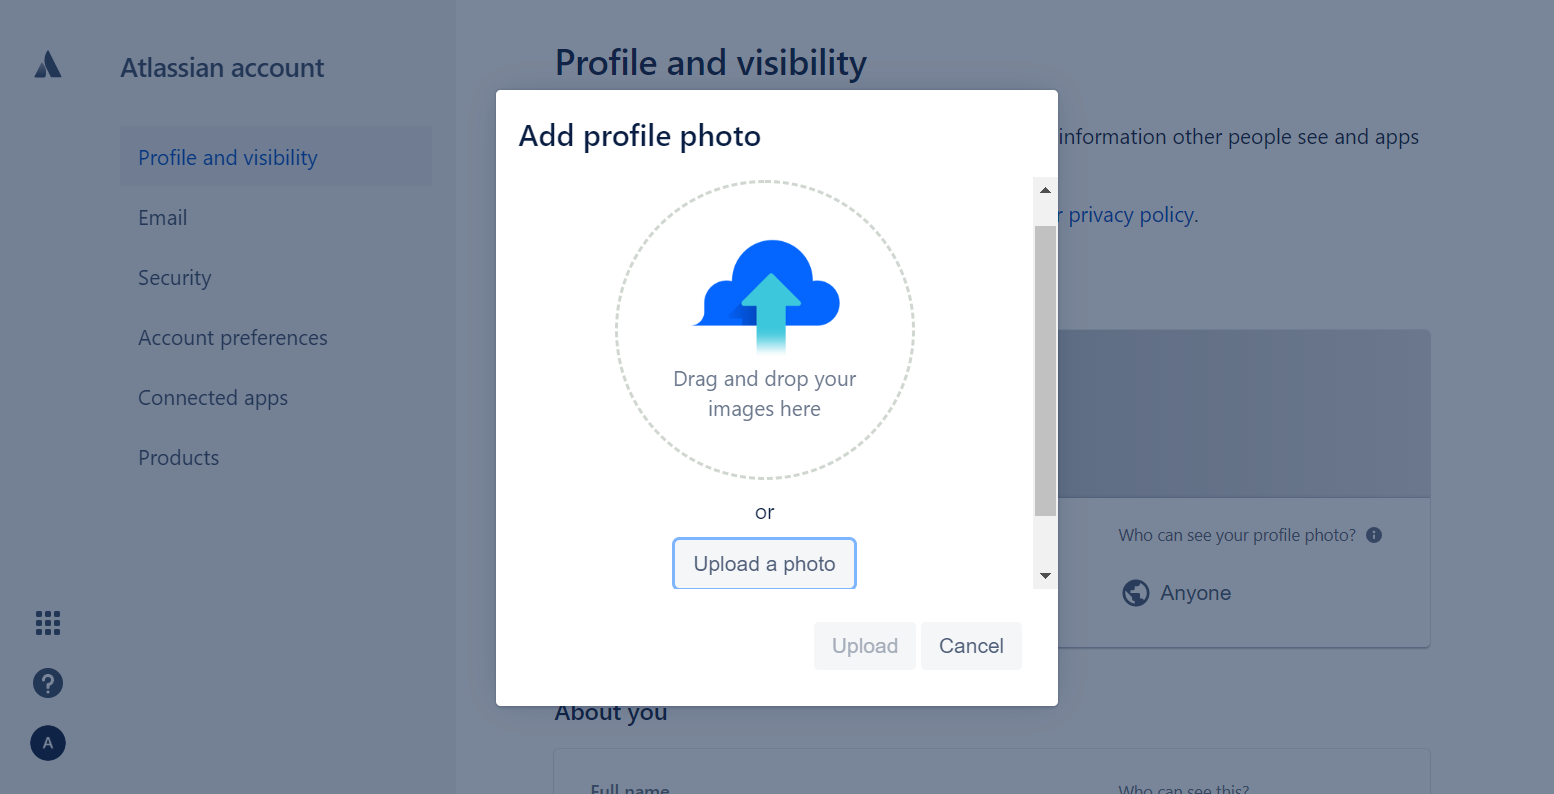 Atlassian account
Profile and visibility
Email
Security
Account preferences
Connected apps
Products
A
Profile and visibility
information other people see and apps
privacy policy.
Who can see your profile photo?
Anyone
About you
Full name
Who can see this?
Add profile photo
Drag and drop your
images here
or
Upload a photo
Upload
Cancel